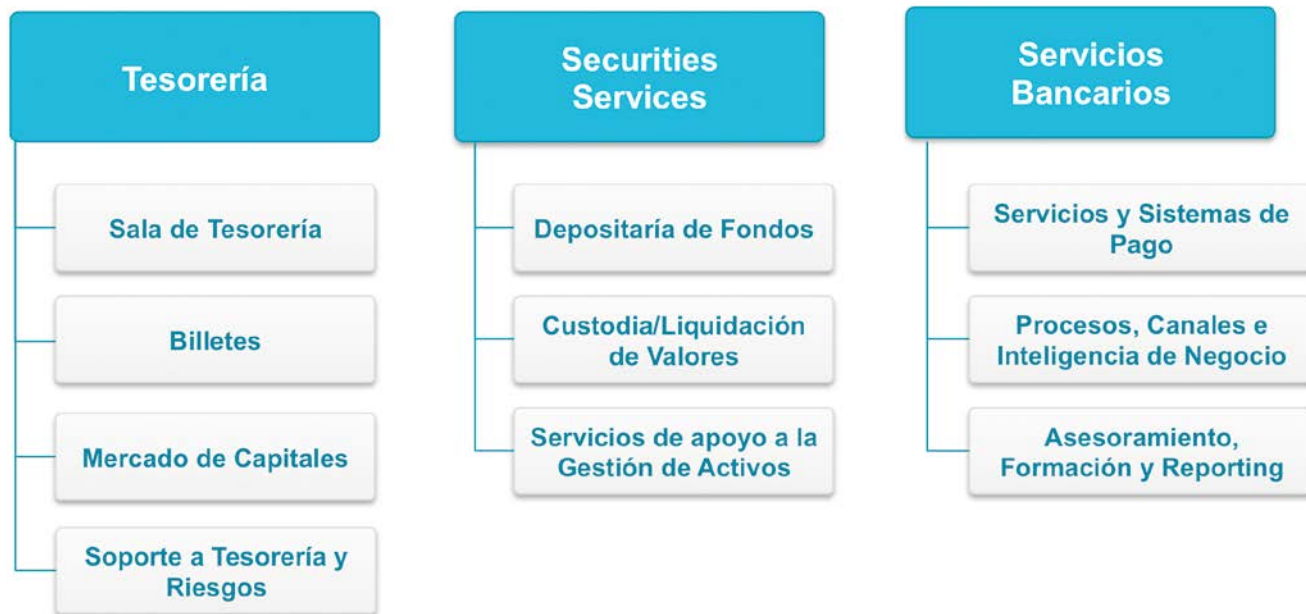 Tesorería
Sala de Tesorería
Billetes
Mercado de Capitales
Soporte a Tesorería y
Riesgos
Securities
Services
Depositaría de Fondos
Custodia/Liquidación
de Valores
Servicios de apoyo a la
Gestión de Activos
Servicios
Bancarios
Servicios y Sistemas de
Pago
Procesos, Canales e
Inteligencia de Negocio
Asesoramiento,
Formación y Reporting